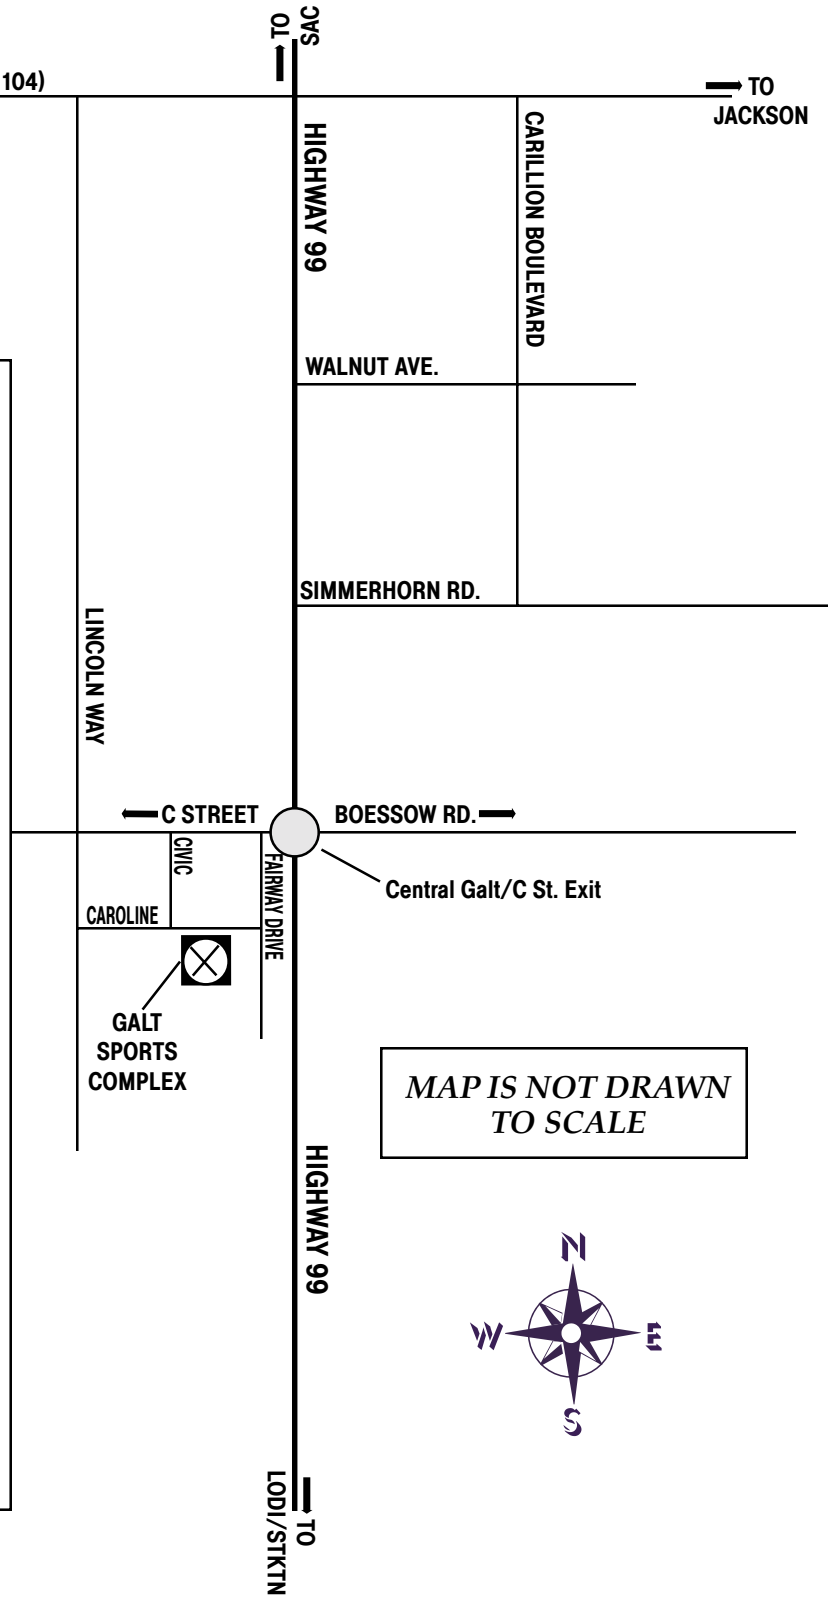 TO
SAC
104)
TO
JACKSON
HIGHWAY 99
CARILLION BOULEVARD
WALNUT AVE.
SIMMERHORN RD.
LINCOLN WAY
C STREET
BOESSOW RD.
CIVIC
FAIRWAY DRIVE
Central Galt/C St. Exit
CAROLINE
GALT
SPORTS
COMPLEX
MAP IS NOT DRAWN
TO SCALE
HIGHWAY 99
N
W
E
S
TO
LODI/STKTN